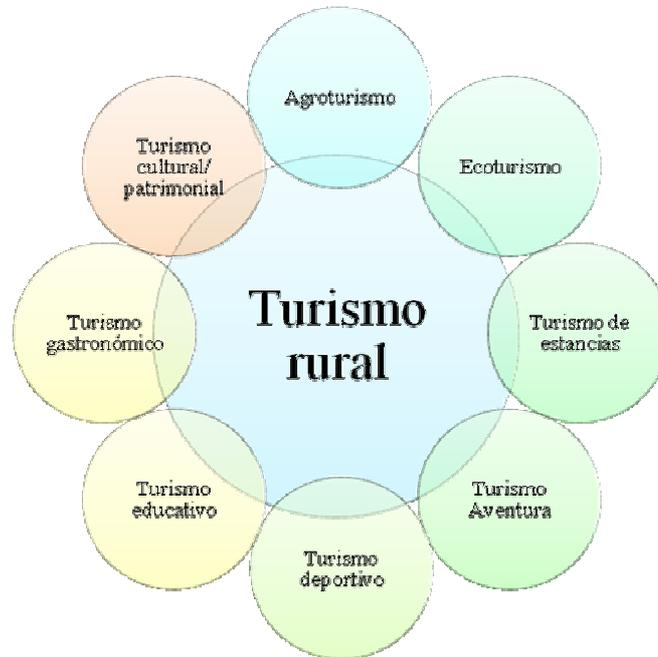 Agroturismo
Ecoturismo
Turismo de
estancias
Turismo
Aventura
Turismo
deportivo
Turismo
educativo
Turismo
gastronómico
Turismo
cultural/
patrimonial
Turismo
rural